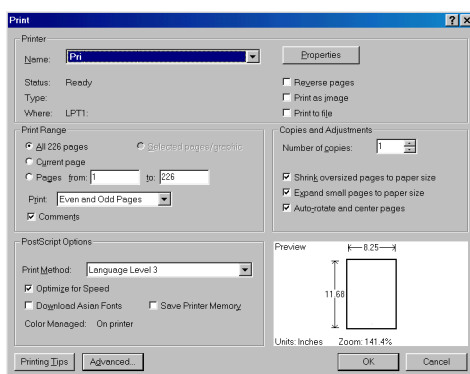 Print
Printer
Name: Pri
Properties
Status: Ready
Reverse pages
Type:
Print as image
Where: LPT1:
Print to file
Print Range
All 226 pages
Selected pages/graphic
Current page
Pages from: 1 to: 226
Print: Even and Odd Pages
Comments
Copies and Adjustments
Number of copies: 1
Shrink oversized pages to paper size
Expand small pages to paper size
Auto-rotate and center pages
PostScript Options
Print Method: Language Level 3
Optimize for Speed
Download Asian Fonts
Save Printer Memory
Color Managed: On printer
Preview
8.25
11.68
Units: Inches Zoom: 141.4%
Printing Tips
Advanced...
OK
Cancel